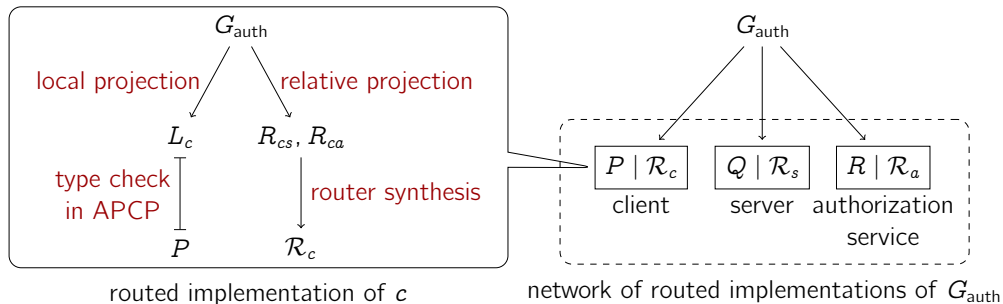 G_auth
local projection
relative projection
L_c
R_cs, R_ca
type check
in APCP
router synthesis
P
ℛ_c
routed implementation of c
G_auth
P | ℛ_c
Q | ℛ_s
R | ℛ_a
client
server
authorization
service
network of routed implementations of G_auth